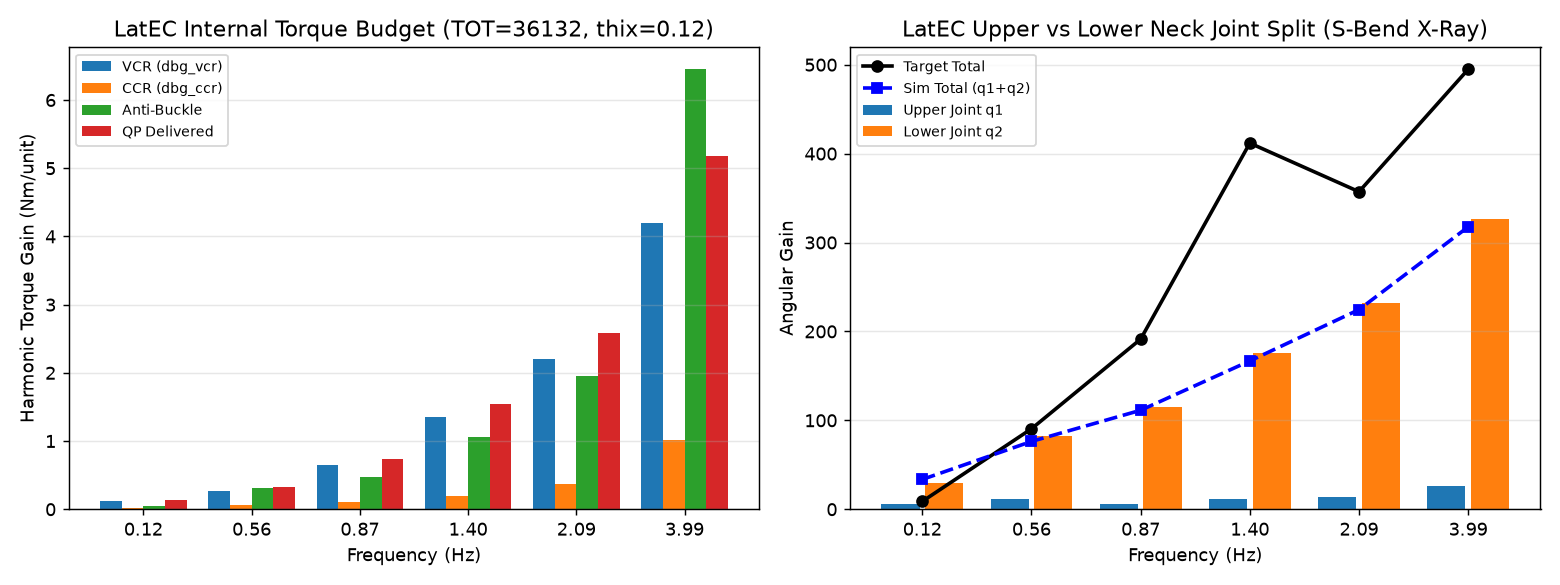 LatEC Internal Torque Budget (TOT=36132, thix=0.12)
VCR (dbg_vcr)
CCR (dbg_ccr)
Anti-Buckle
QP Delivered
Harmonic Torque Gain (Nm/unit)
6
5
4
3
2
1
0
0.12 0.56 0.87 1.40 2.09 3.99
Frequency (Hz)
LatEC Upper vs Lower Neck Joint Split (S-Bend X-Ray)
Target Total
Sim Total (q1+q2)
Upper Joint q1
Lower Joint q2
Angular Gain
500
400
300
200
100
0
0.12 0.56 0.87 1.40 2.09 3.99
Frequency (Hz)